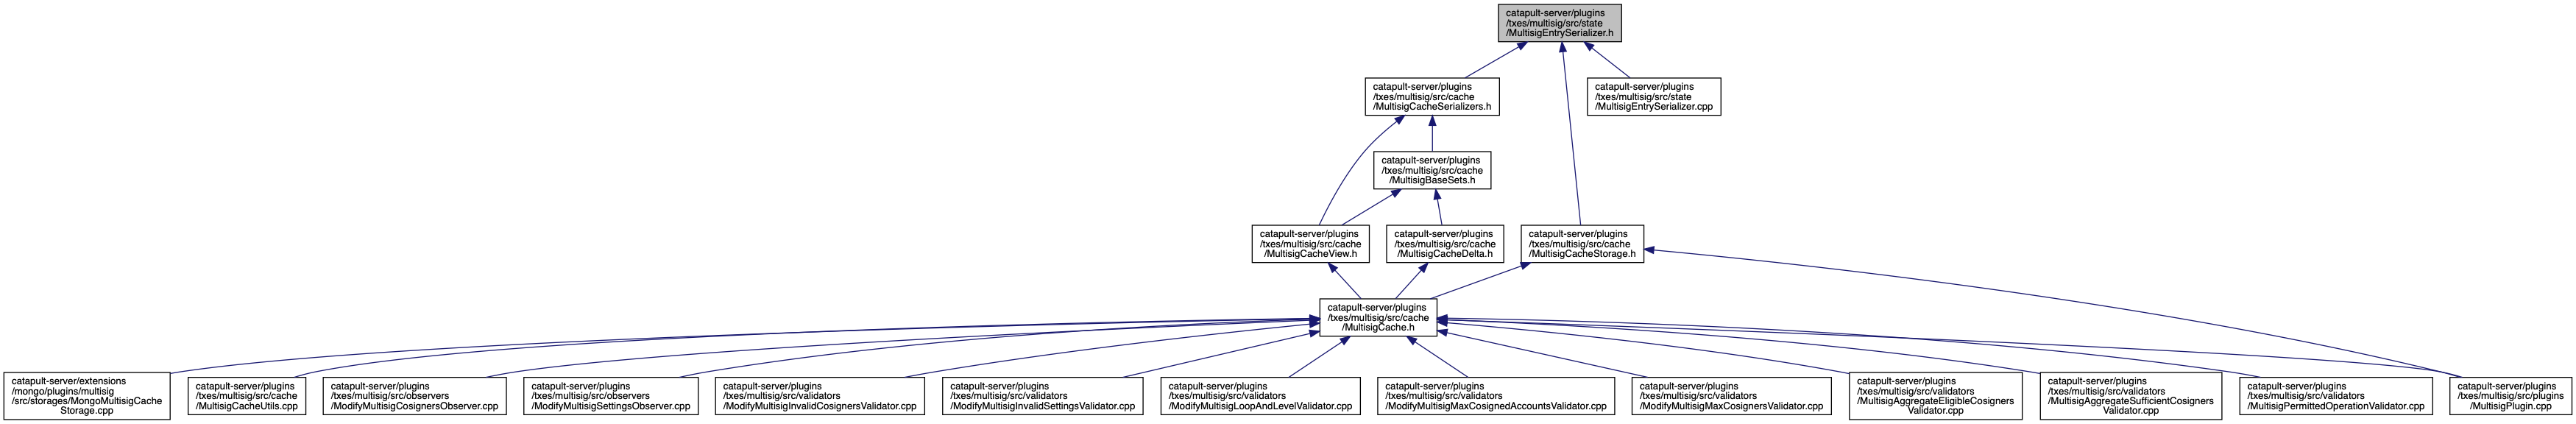 catapult-server/plugins
/txes/multisig/src/state
/MultisigEntrySerializer.h
catapult-server/plugins
/txes/multisig/src/cache
/MultisigCacheSerializers.h
catapult-server/plugins
/txes/multisig/src/state
/MultisigEntrySerializer.cpp
catapult-server/plugins
/txes/multisig/src/cache
/MultisigBaseSets.h
catapult-server/plugins
/txes/multisig/src/cache
/MultisigCacheView.h
catapult-server/plugins
/txes/multisig/src/cache
/MultisigCacheDelta.h
catapult-server/plugins
/txes/multisig/src/cache
/MultisigCacheStorage.h
catapult-server/plugins
/txes/multisig/src/cache
/MultisigCache.h
catapult-server/extensions
/mongo/plugins/multisig
/src/storages/MongoMultisigCache
Storage.cpp
catapult-server/plugins
/txes/multisig/src/cache
/MultisigCacheUtils.cpp
catapult-server/plugins
/txes/multisig/src/observers
/ModifyMultisigCosignersObserver.cpp
catapult-server/plugins
/txes/multisig/src/observers
/ModifyMultisigSettingsObserver.cpp
catapult-server/plugins
/txes/multisig/src/validators
/ModifyMultisigInvalidCosignersValidator.cpp
catapult-server/plugins
/txes/multisig/src/validators
/ModifyMultisigInvalidSettingsValidator.cpp
catapult-server/plugins
/txes/multisig/src/validators
/ModifyMultisigLoopAndLevelValidator.cpp
catapult-server/plugins
/txes/multisig/src/validators
/ModifyMultisigMaxCosignedAccountsValidator.cpp
catapult-server/plugins
/txes/multisig/src/validators
/ModifyMultisigMaxCosignersValidator.cpp
catapult-server/plugins
/txes/multisig/src/validators
/MultisigAggregateEligibleCosigners
Validator.cpp
catapult-server/plugins
/txes/multisig/src/validators
/MultisigAggregateSufficientCosigners
Validator.cpp
catapult-server/plugins
/txes/multisig/src/validators
/MultisigPermittedOperationValidator.cpp
catapult-server/plugins
/txes/multisig/src/plugins
/MultisigPlugin.cpp